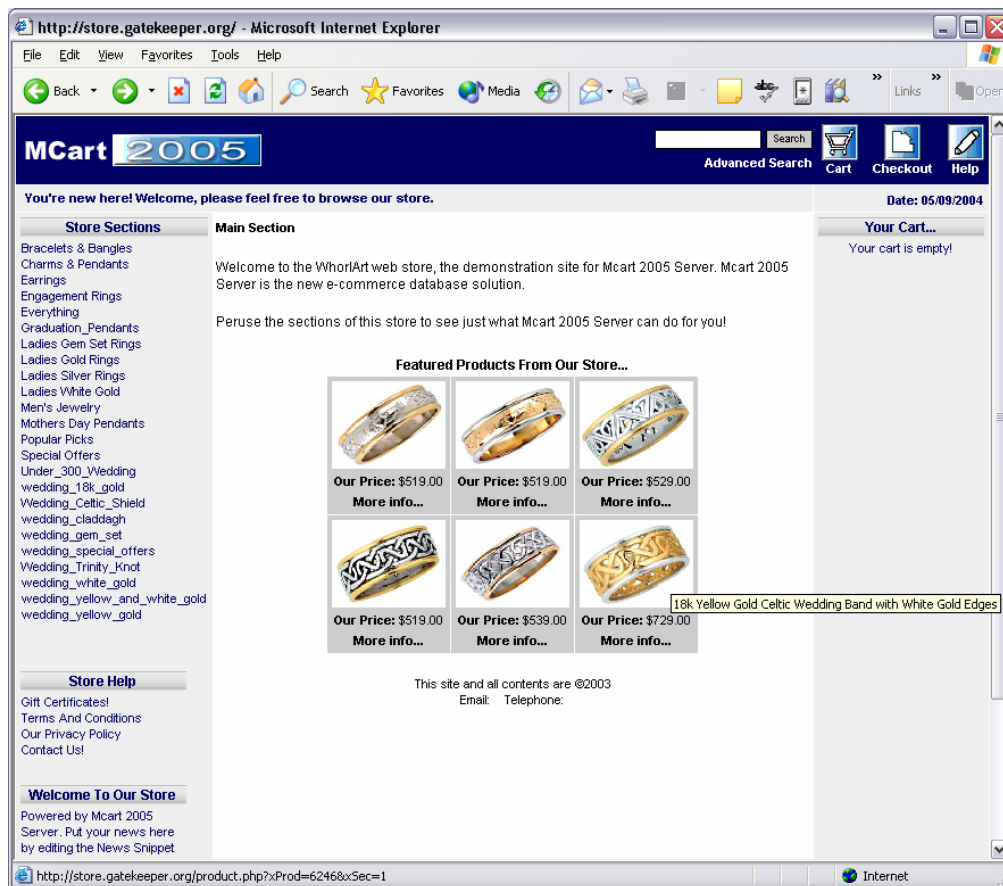 http://store.gatekeeper.org/ - Microsoft Internet Explorer
File Edit View Favorites Tools Help
Back Search Favorites Media Links Open
MCart 2005
Search
Advanced Search
Cart Checkout Help
You're new here! Welcome, please feel free to browse our store.
Date: 05/09/2004
Store Sections
Bracelets & Bangles
Charms & Pendants
Earrings
Engagement Rings
Everything
Graduation_Pendants
Ladies Gem Set Rings
Ladies Gold Rings
Ladies Silver Rings
Ladies White Gold
Men's Jewelry
Mothers Day Pendants
Popular Picks
Special Offers
Under_300_Wedding
wedding_18k_gold
Wedding_Celtic_Shield
wedding_claddagh
wedding_gem_set
wedding_special_offers
Wedding_Trinity_Knot
wedding_white_gold
wedding_yellow_and_white_gold
wedding_yellow_gold
Store Help
Gift Certificates!
Terms And Conditions
Our Privacy Policy
Contact Us!
Welcome To Our Store
Powered by Mcart 2005
Server. Put your news here
by editing the News Snippet
Main Section
Welcome to the WhorlArt web store, the demonstration site for Mcart 2005 Server. Mcart 2005
Server is the new e-commerce database solution.
Peruse the sections of this store to see just what Mcart 2005 Server can do for you!
Featured Products From Our Store...
Our Price: $519.00 Our Price: $519.00 Our Price: $529.00
More info... More info... More info...
18k Yellow Gold Celtic Wedding Band with White Gold Edges
Our Price: $519.00 Our Price: $539.00 Our Price: $729.00
More info... More info... More info...
This site and all contents are ©2003
Email: Telephone:
Your Cart...
Your cart is empty!
http://store.gatekeeper.org/product.php?xProd=6246&xSec=1
Internet